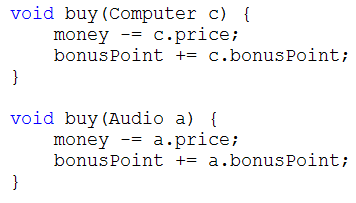 void buy(Computer c) {
    money -= c.price;
    bonusPoint += c.bonusPoint;
}

void buy(Audio a) {
    money -= a.price;
    bonusPoint += a.bonusPoint;
}